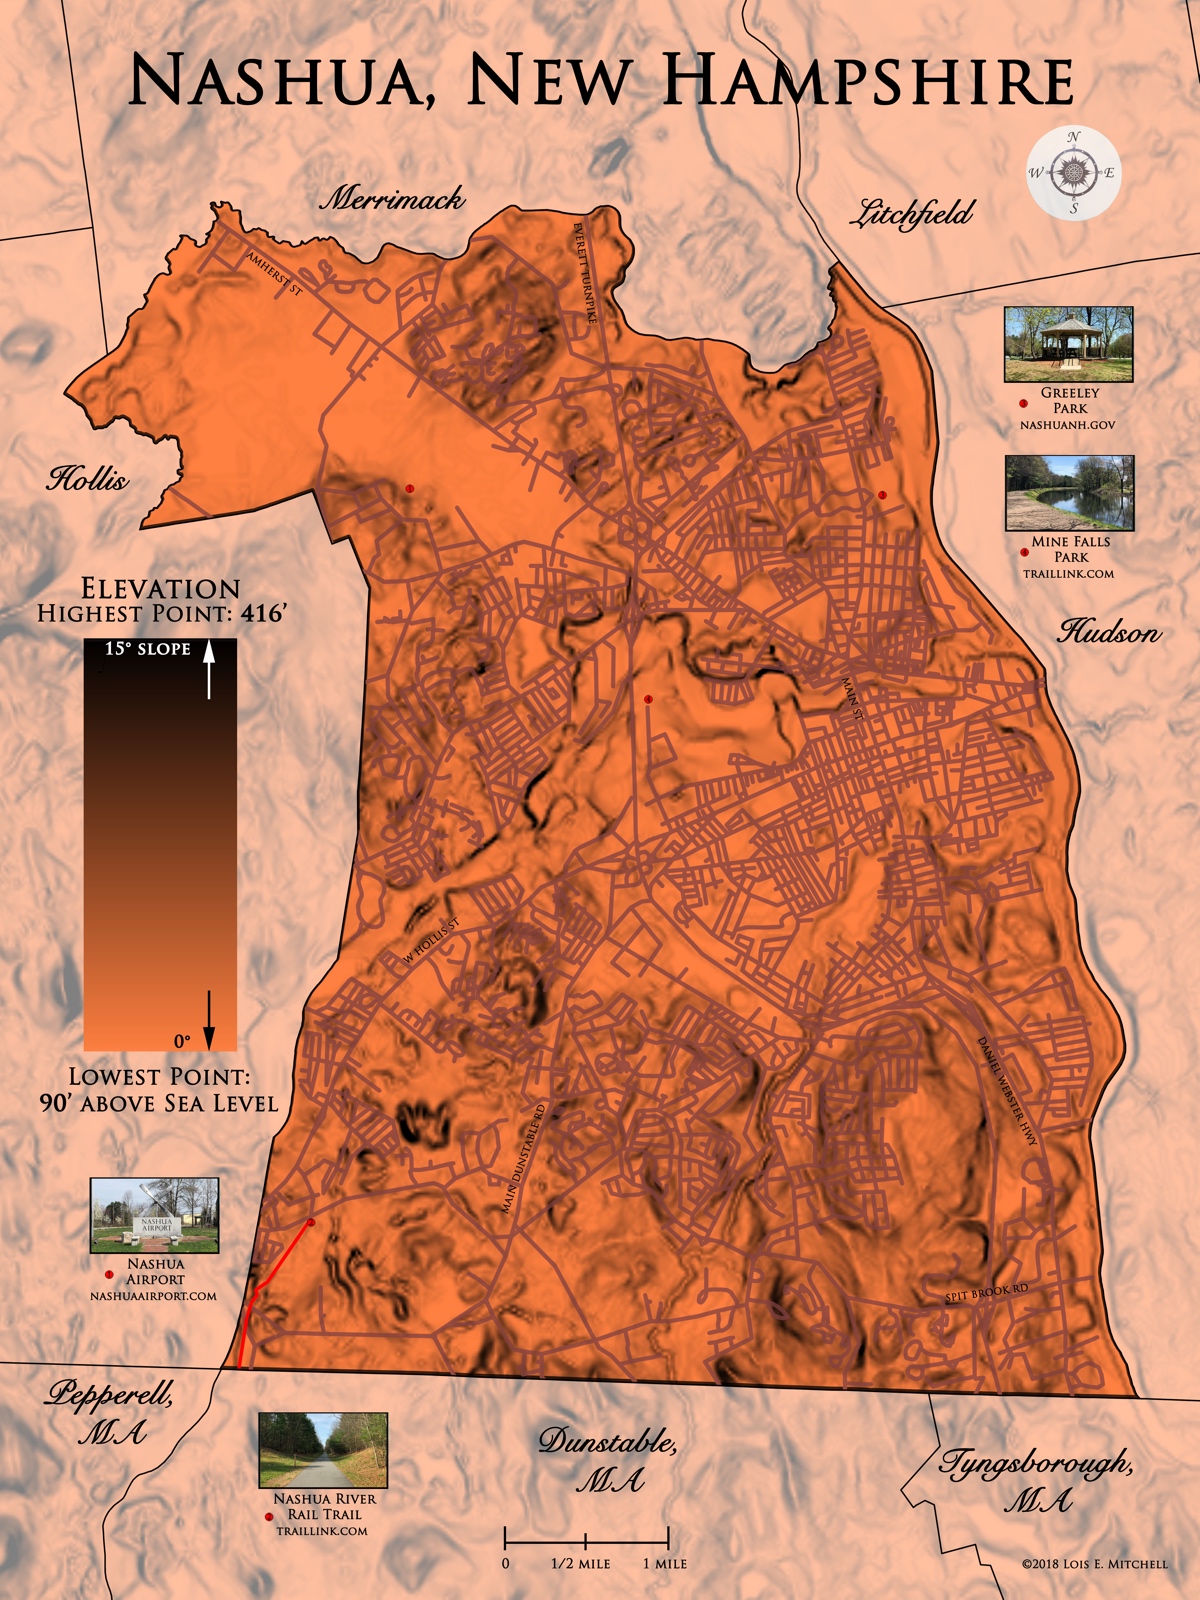 Nashua, New Hampshire
N
W
E
S
Merrimack
Litchfield
AMHERST ST
EVERETT TURNPIKE
Greeley
Park
nashuanh.gov
Hollis
Mine Falls
Park
traillink.com
Elevation
Highest Point: 416'
15° slope
Hudson
MAIN ST
W HOLLIS ST
0°
Lowest Point:
90' above Sea Level
DANIEL WEBSTER HWY
MAIN DUNSTABLE RD
NASHUA
AIRPORT
Nashua
Airport
nashuaairport.com
SPIT BROOK RD
Pepperell,
MA
Dunstable,
MA
Tyngsborough,
MA
Nashua River
Rail Trail
traillink.com
0 1/2 mile 1 mile
©2018 Lois E. Mitchell